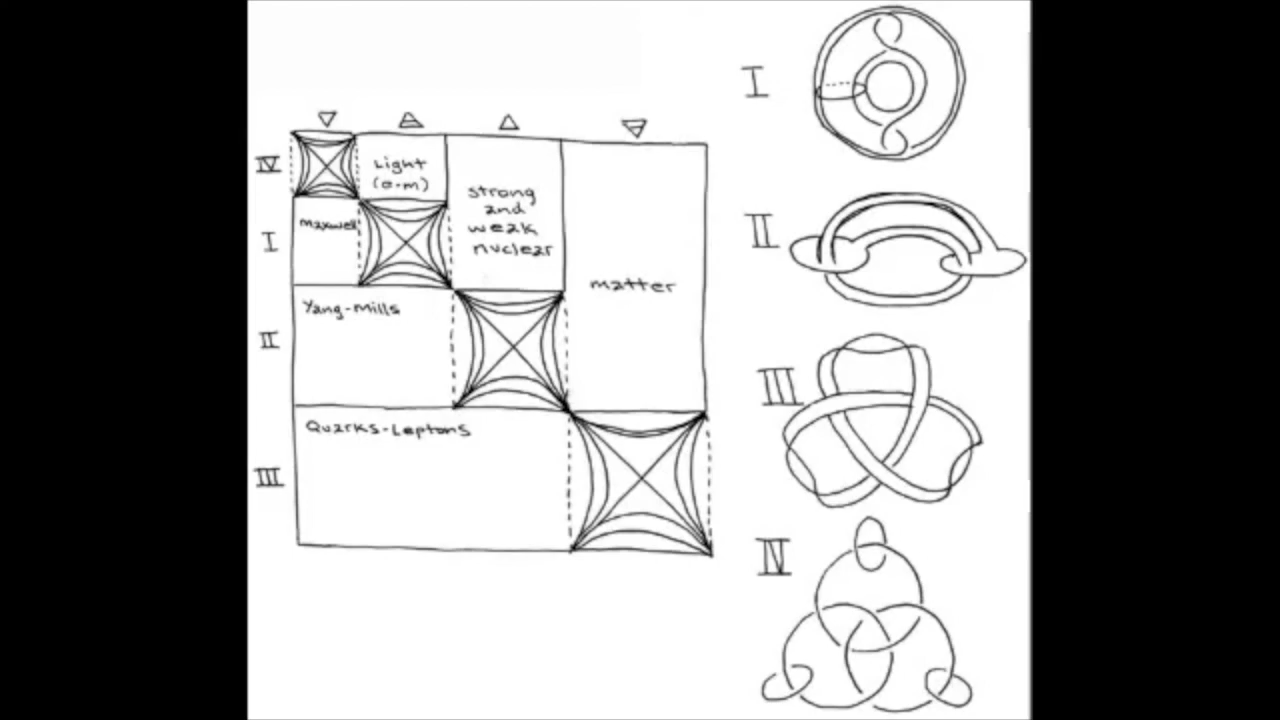 IV
Light
(e-m)
strong
and
weak
nuclear
matter
I
Maxwell
II
Yang-Mills
III
Quarks-Leptons
I
II
III
IV